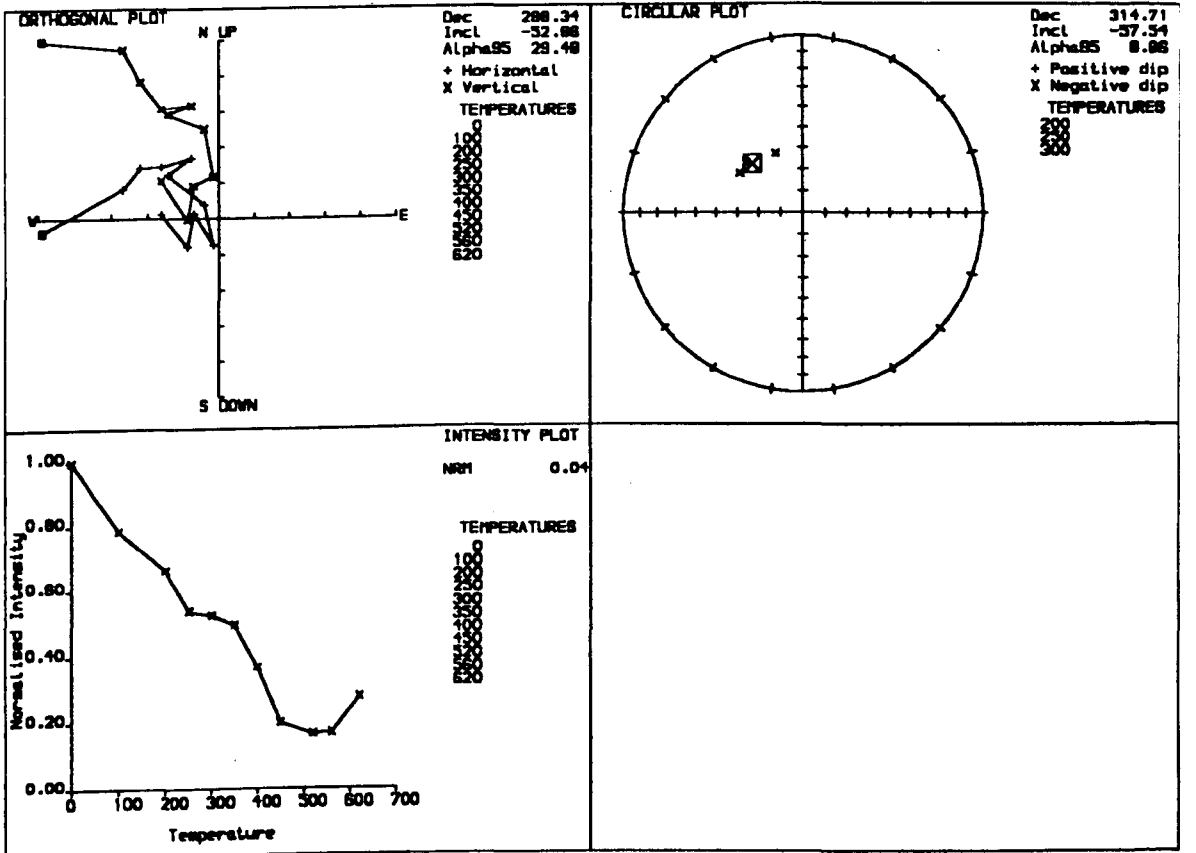 ORTHOGONAL PLOT
N UP
W
E
S DOWN
Dec 288.34
Incl -52.88
Alpha95 29.49
+ Horizontal
X Vertical
TEMPERATURES
0
100
200
250
300
350
400
450
520
560
620
CIRCULAR PLOT
Dec 314.71
Incl -57.54
Alpha95 8.86
+ Positive dip
X Negative dip
TEMPERATURES
200
250
300
INTENSITY PLOT
NRM 0.04
TEMPERATURES
0
100
200
250
300
350
400
450
520
560
620
Normalised Intensity
1.00
0.80
0.60
0.40
0.20
0.00
0 100 200 300 400 500 600 700
Temperature